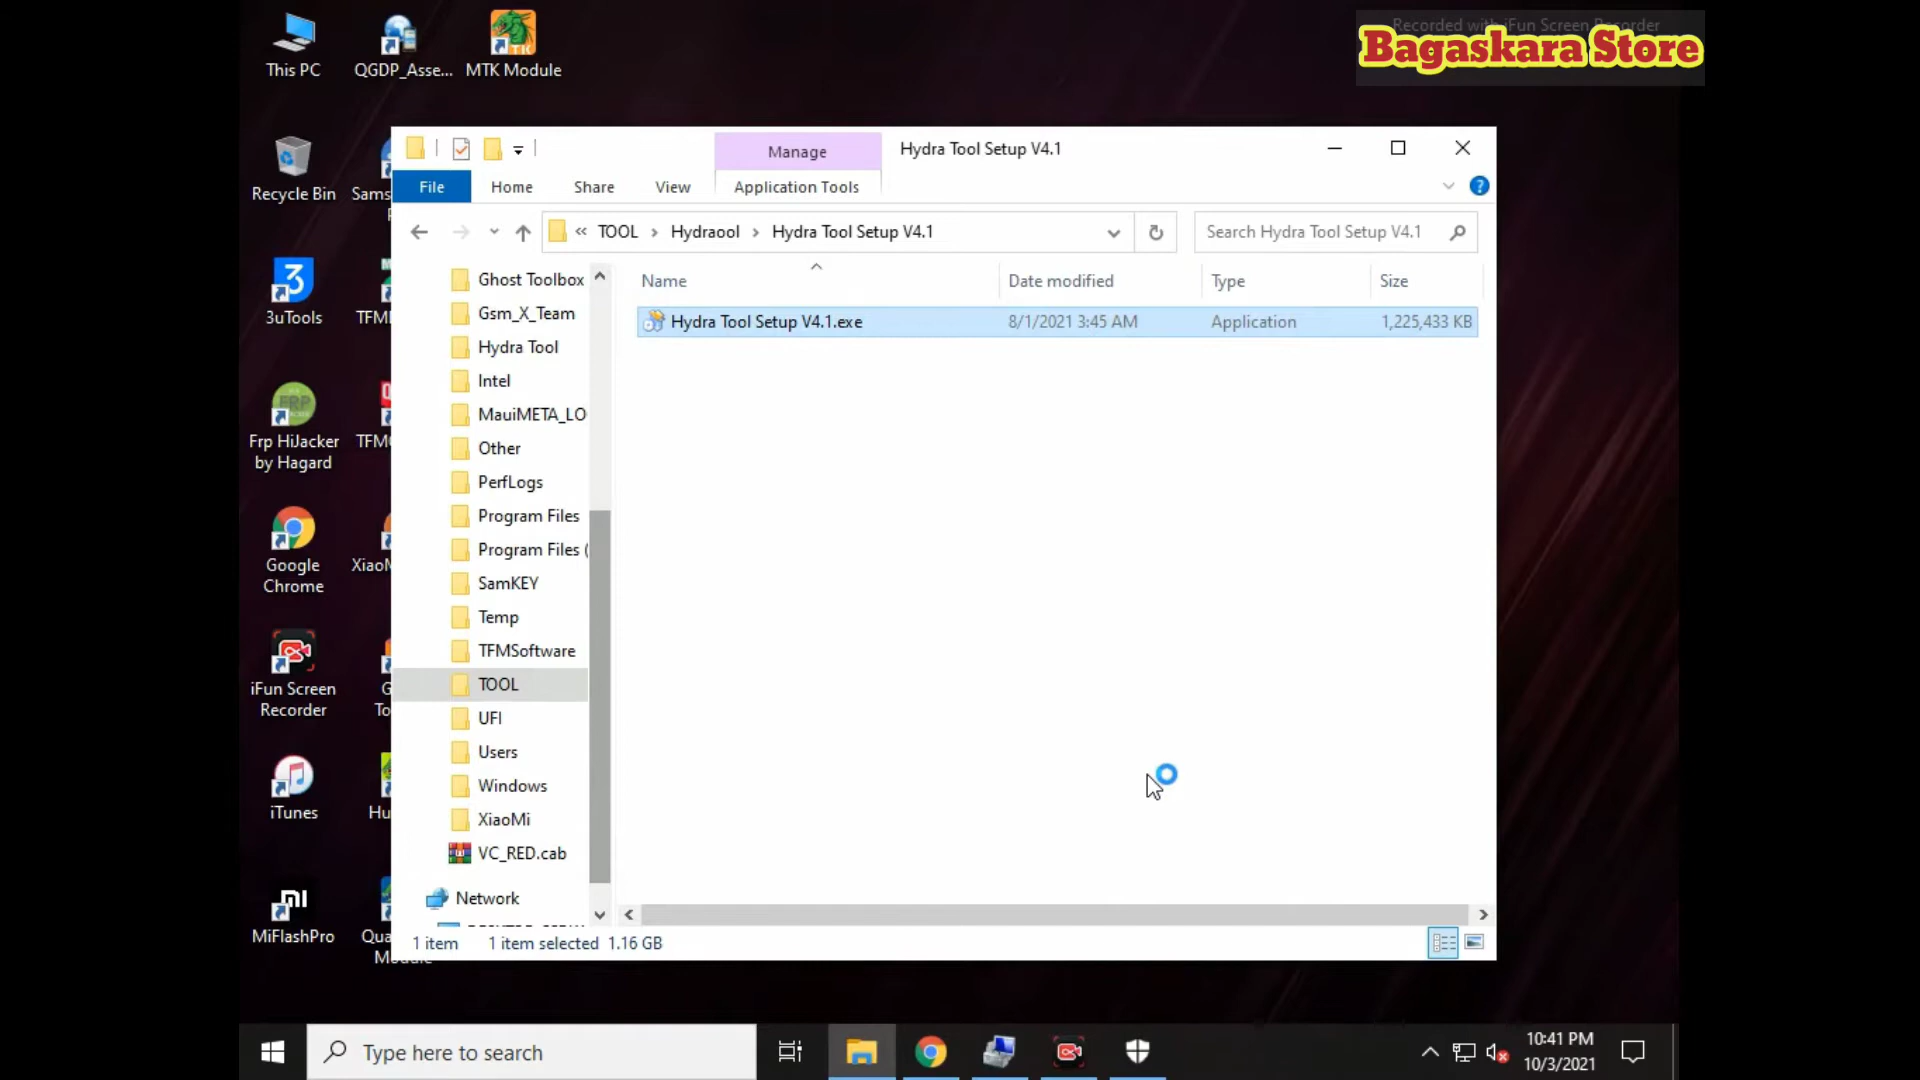 This PC
QGDP_Asse...
MTK Module
Recorded with iFun Screen Recorder
Bagaskara Store
Manage
Hydra Tool Setup V4.1
File
Home
Share
View
Application Tools
TOOL > Hydraool > Hydra Tool Setup V4.1
Search Hydra Tool Setup V4.1
Recycle Bin
Sams
3uTools
TFM
Frp HiJacker
by Hagard
TFM
Google
Chrome
Xiao
iFun Screen
Recorder
G
To
iTunes
Hu
MiFlashPro
Qua
Module
Ghost Toolbox
Gsm_X_Team
Hydra Tool
Intel
MauiMETA_LO
Other
PerfLogs
Program Files
Program Files (
SamKEY
Temp
TFMSoftware
TOOL
UFI
Users
Windows
XiaoMi
VC_RED.cab
Network
Name
Date modified
Type
Size
Hydra Tool Setup V4.1.exe
8/1/2021 3:45 AM
Application
1,225,433 KB
1 item
1 item selected 1.16 GB
Type here to search
10:41 PM
10/3/2021